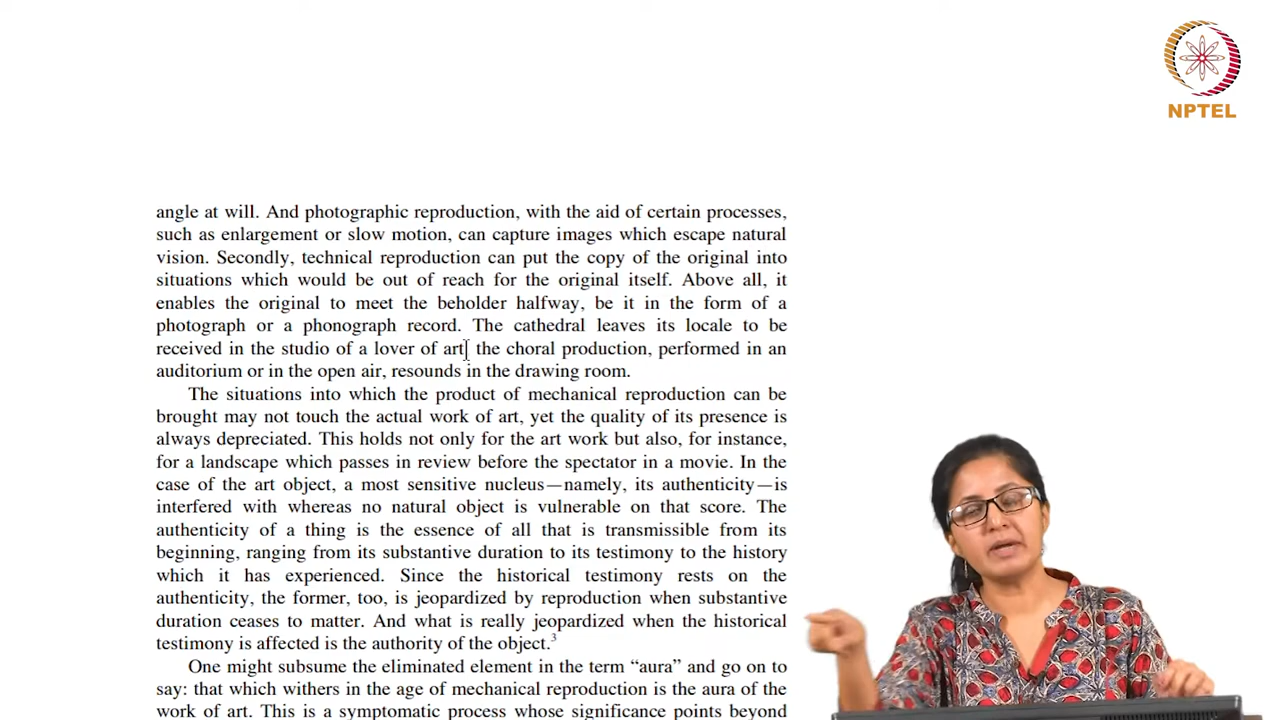 NPTEL
angle at will. And photographic reproduction, with the aid of certain processes,
such as enlargement or slow motion, can capture images which escape natural
vision. Secondly, technical reproduction can put the copy of the original into
situations which would be out of reach for the original itself. Above all, it
enables the original to meet the beholder halfway, be it in the form of a
photograph or a phonograph record. The cathedral leaves its locale to be
received in the studio of a lover of art the choral production, performed in an
auditorium or in the open air, resounds in the drawing room.
The situations into which the product of mechanical reproduction can be
brought may not touch the actual work of art, yet the quality of its presence is
always depreciated. This holds not only for the art work but also, for instance,
for a landscape which passes in review before the spectator in a movie. In the
case of the art object, a most sensitive nucleus—namely, its authenticity—is
interfered with whereas no natural object is vulnerable on that score. The
authenticity of a thing is the essence of all that is transmissible from its
beginning, ranging from its substantive duration to its testimony to the history
which it has experienced. Since the historical testimony rests on the
authenticity, the former, too, is jeopardized by reproduction when substantive
duration ceases to matter. And what is really jeopardized when the historical
testimony is affected is the authority of the object.³
One might subsume the eliminated element in the term “aura” and go on to
say: that which withers in the age of mechanical reproduction is the aura of the
work of art. This is a symptomatic process whose significance points beyond